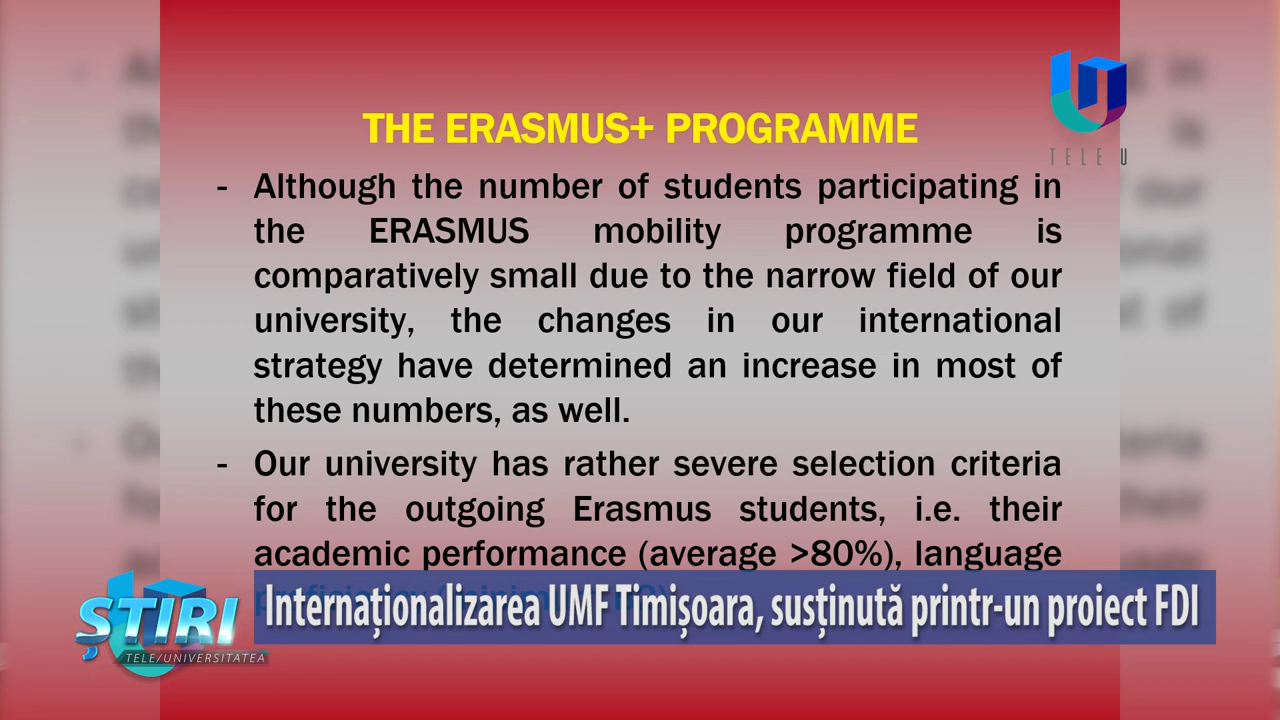 TELE U
THE ERASMUS+ PROGRAMME
- Although the number of students participating in
the ERASMUS mobility programme is
comparatively small due to the narrow field of our
university, the changes in our international
strategy have determined an increase in most of
these numbers, as well.
- Our university has rather severe selection criteria
for the outgoing Erasmus students, i.e. their
academic performance (average >80%), language
ȘTIRI
TELE/UNIVERSITATEA
Internaționalizarea UMF Timișoara, susținută printr-un proiect FDI